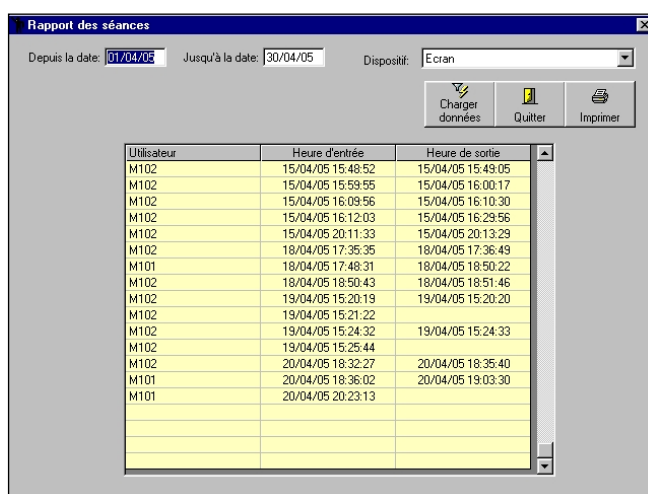 Rapport des séances
Depuis la date: 01/04/05 Jusqu'à la date: 30/04/05 Dispositif: Ecran
Charger données Quitter Imprimer
Utilisateur Heure d'entrée Heure de sortie
M102 15/04/05 15:48:52 15/04/05 15:49:05
M102 15/04/05 15:59:55 15/04/05 16:00:17
M102 15/04/05 16:09:56 15/04/05 16:10:30
M102 15/04/05 16:12:03 15/04/05 16:29:56
M102 15/04/05 20:11:33 15/04/05 20:13:29
M102 18/04/05 17:35:35 18/04/05 17:36:49
M101 18/04/05 17:48:31 18/04/05 18:50:22
M102 18/04/05 18:50:43 18/04/05 18:51:46
M102 19/04/05 15:20:19 19/04/05 15:20:20
M102 19/04/05 15:21:22
M102 19/04/05 15:24:32 19/04/05 15:24:33
M102 19/04/05 15:25:44
M102 20/04/05 18:32:27 20/04/05 18:35:40
M101 20/04/05 18:36:02 20/04/05 19:03:30
M101 20/04/05 20:23:13